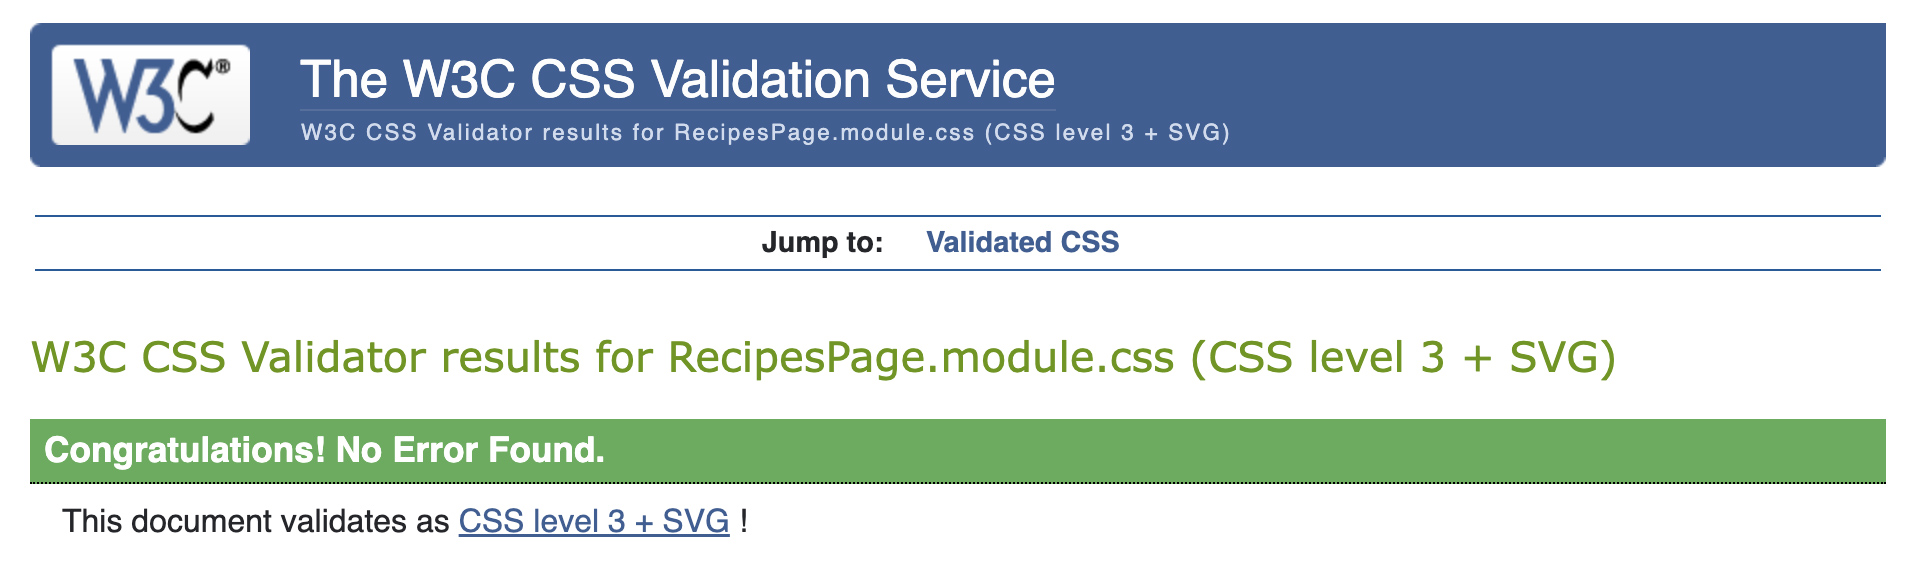 W3C®
The W3C CSS Validation Service
W3C CSS Validator results for RecipesPage.module.css (CSS level 3 + SVG)
Jump to: Validated CSS
W3C CSS Validator results for RecipesPage.module.css (CSS level 3 + SVG)
Congratulations! No Error Found.
This document validates as CSS level 3 + SVG !